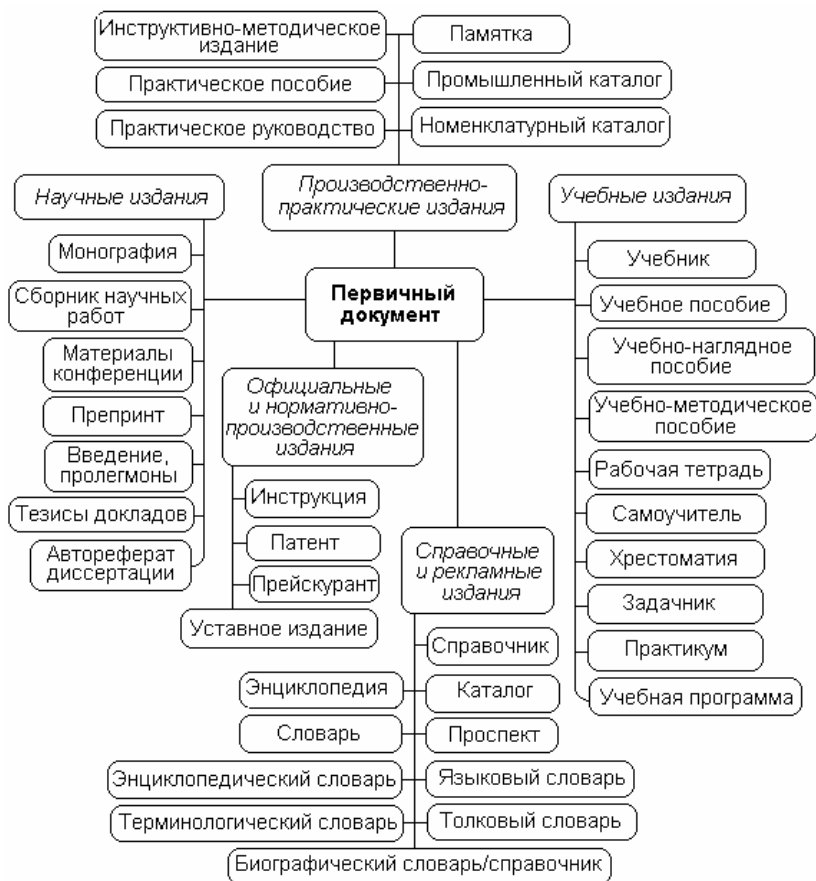 Инструктивно-методическое
издание
Памятка
Практическое пособие
Промышленный каталог
Практическое руководство
Номенклатурный каталог
Производственно-
практические издания
Научные издания
Монография
Сборник научных
работ
Материалы
конференции
Препринт
Введение,
пролегмоны
Тезисы докладов
Автореферат
диссертации
Первичный
документ
Официальные
и нормативно-
производственные
издания
Инструкция
Патент
Прейскурант
Уставное издание
Справочные
и рекламные
издания
Справочник
Энциклопедия
Каталог
Словарь
Проспект
Энциклопедический словарь
Языковый словарь
Терминологический словарь
Толковый словарь
Биографический словарь/справочник
Учебные издания
Учебник
Учебное пособие
Учебно-наглядное
пособие
Учебно-методическое
пособие
Рабочая тетрадь
Самоучитель
Хрестоматия
Задачник
Практикум
Учебная программа